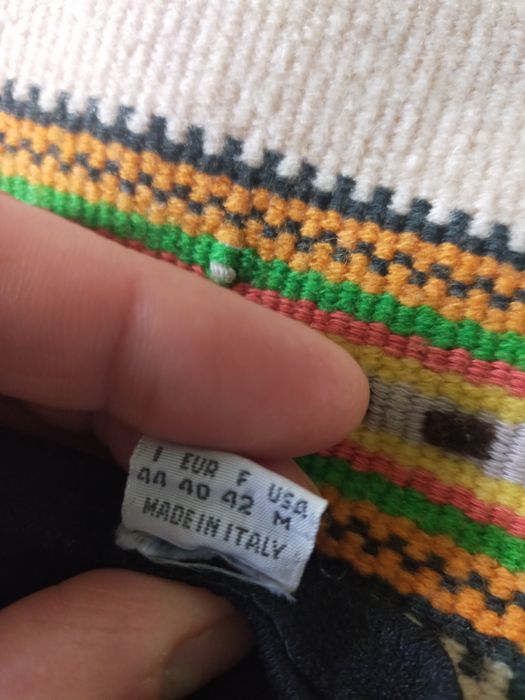 I EUR F USA
44 40 42 M
MADE IN ITALY